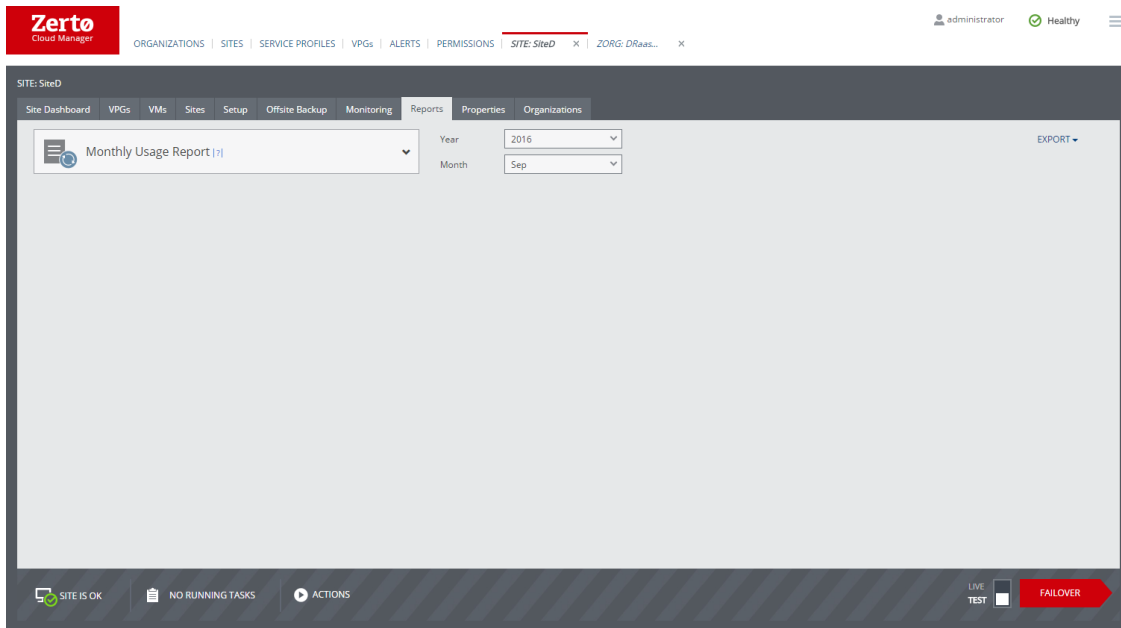 Zertø
Cloud Manager
administrator
Healthy
ORGANIZATIONS | SITES | SERVICE PROFILES | VPGs | ALERTS | PERMISSIONS | SITE: SiteD × | ZORG: DRaas... ×
SITE: SiteD
Site Dashboard VPGs VMs Sites Setup Offsite Backup Monitoring Reports Properties Organizations
Monthly Usage Report [?]
Year 2016
Month Sep
EXPORT
SITE IS OK
NO RUNNING TASKS
ACTIONS
LIVE
TEST
FAILOVER